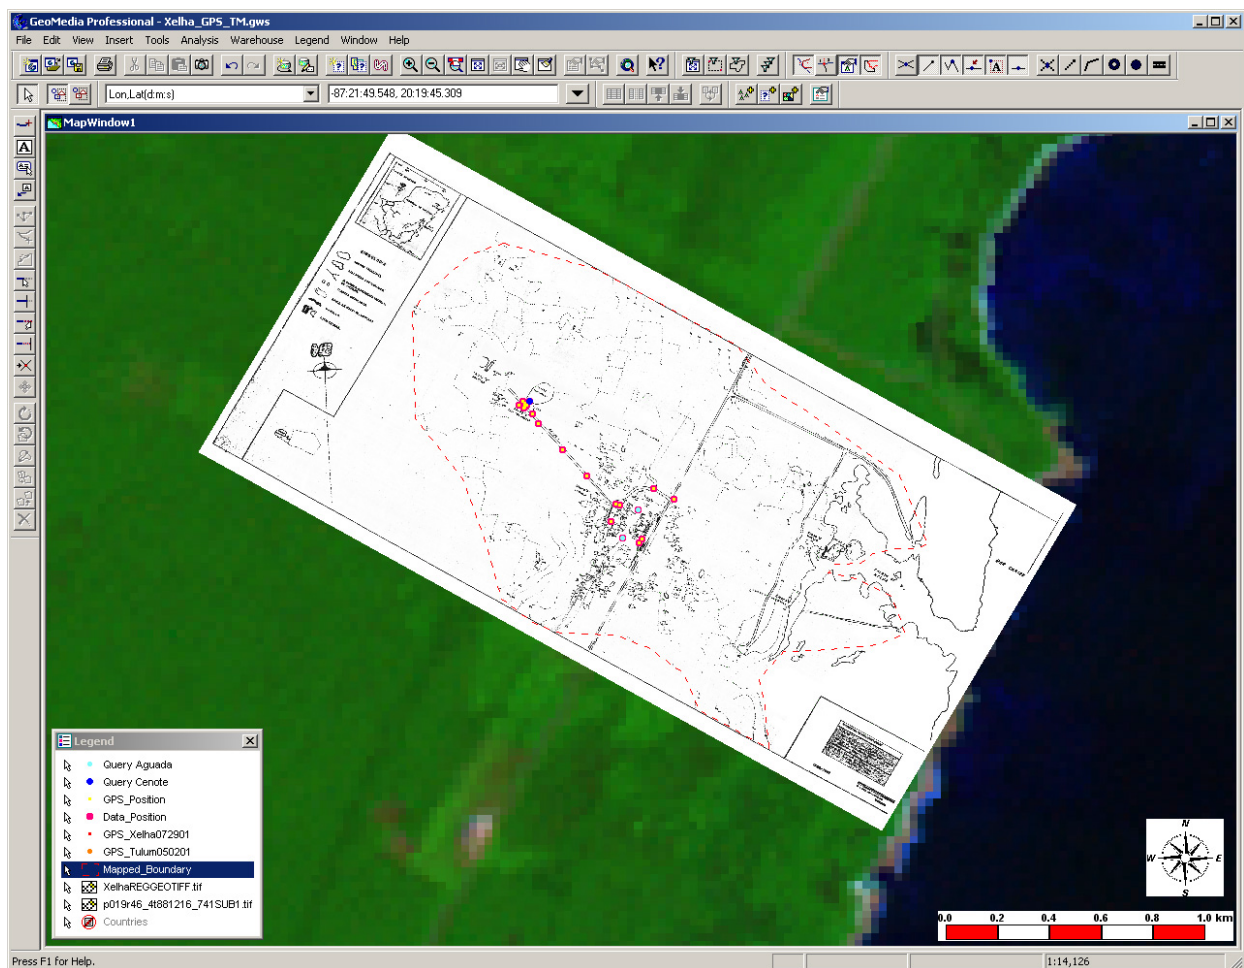 GeoMedia Professional - Xelha_GPS_TM.gws
File Edit View Insert Tools Analysis Warehouse Legend Window Help
Lon,Lat(d:m:s)
-87:21:49.548, 20:19:45.309
MapWindow1
Legend
Query Aguada
Query Cenote
GPS_Position
Data_Position
GPS_Xelha072901
GPS_Tulum050201
Mapped_Boundary
XelhaREGGEOTIFF.tif
p019r46_4t881216_741SUB1.tif
Countries
N
W E
S
0.0 0.2 0.4 0.6 0.8 1.0 km
Press F1 for Help.
1:14,126